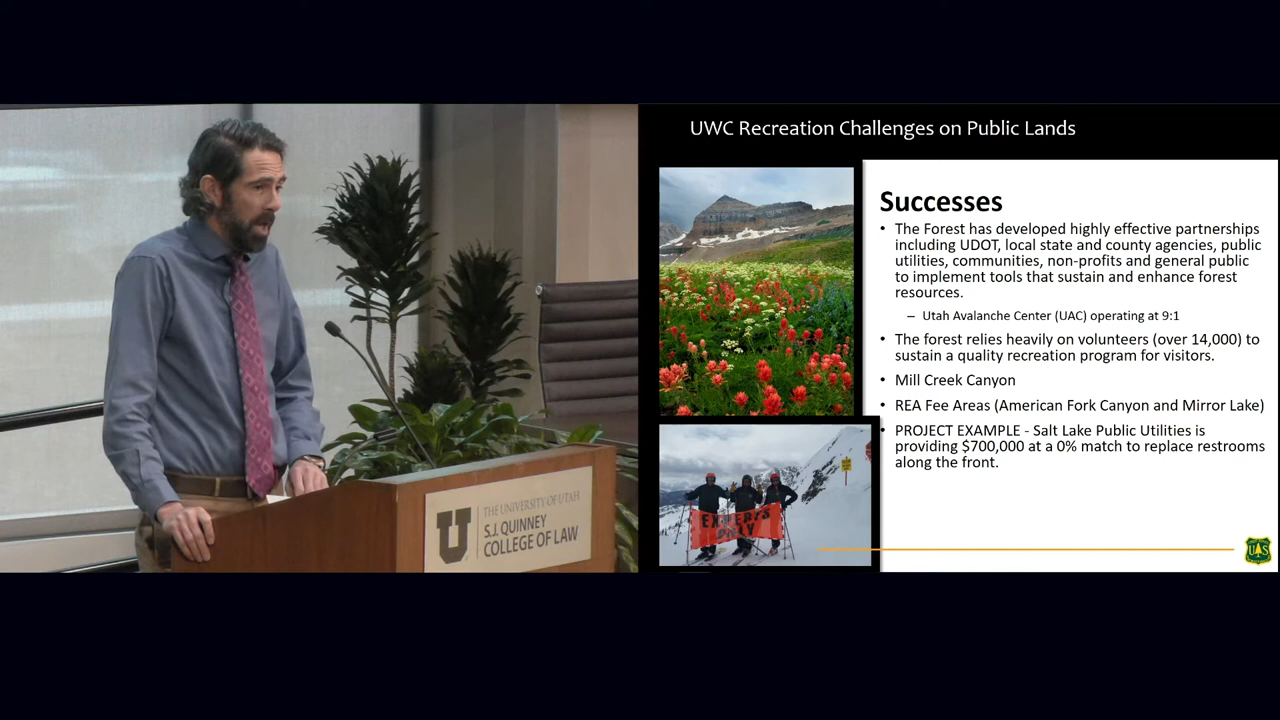 THE UNIVERSITY OF UTAH
S.J. QUINNEY
COLLEGE OF LAW
UWC Recreation Challenges on Public Lands
Successes
• The Forest has developed highly effective partnerships
including UDOT, local state and county agencies, public
utilities, communities, non-profits and general public
to implement tools that sustain and enhance forest
resources.
– Utah Avalanche Center (UAC) operating at 9:1
• The forest relies heavily on volunteers (over 14,000) to
sustain a quality recreation program for visitors.
• Mill Creek Canyon
• REA Fee Areas (American Fork Canyon and Mirror Lake)
• PROJECT EXAMPLE - Salt Lake Public Utilities is
providing $700,000 at a 0% match to replace restrooms
along the front.
EXPERTS
ONLY
UAS